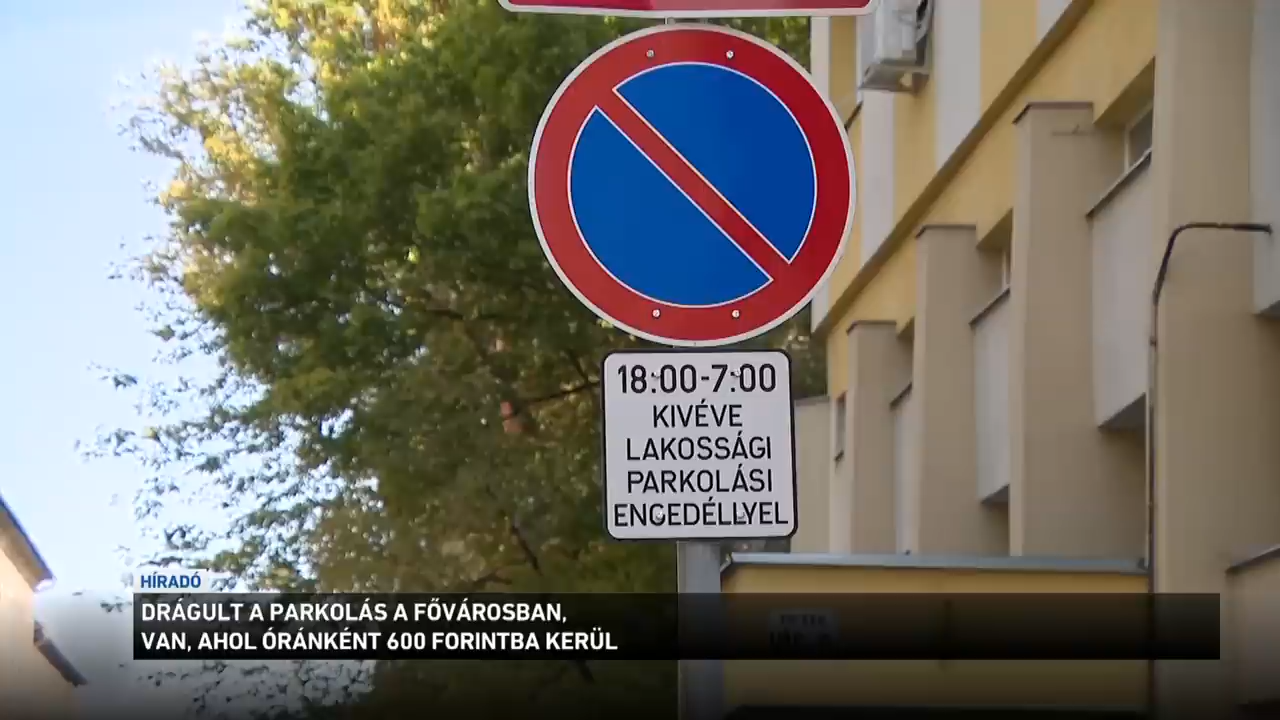 18:00-7:00
KIVÉVE
LAKOSSÁGI
PARKOLÁSI
ENGEDÉLLYEL
HÍRADÓ
DRÁGULT A PARKOLÁS A FŐVÁROSBAN,
VAN, AHOL ÓRÁNKÉNT 600 FORINTBA KERÜL